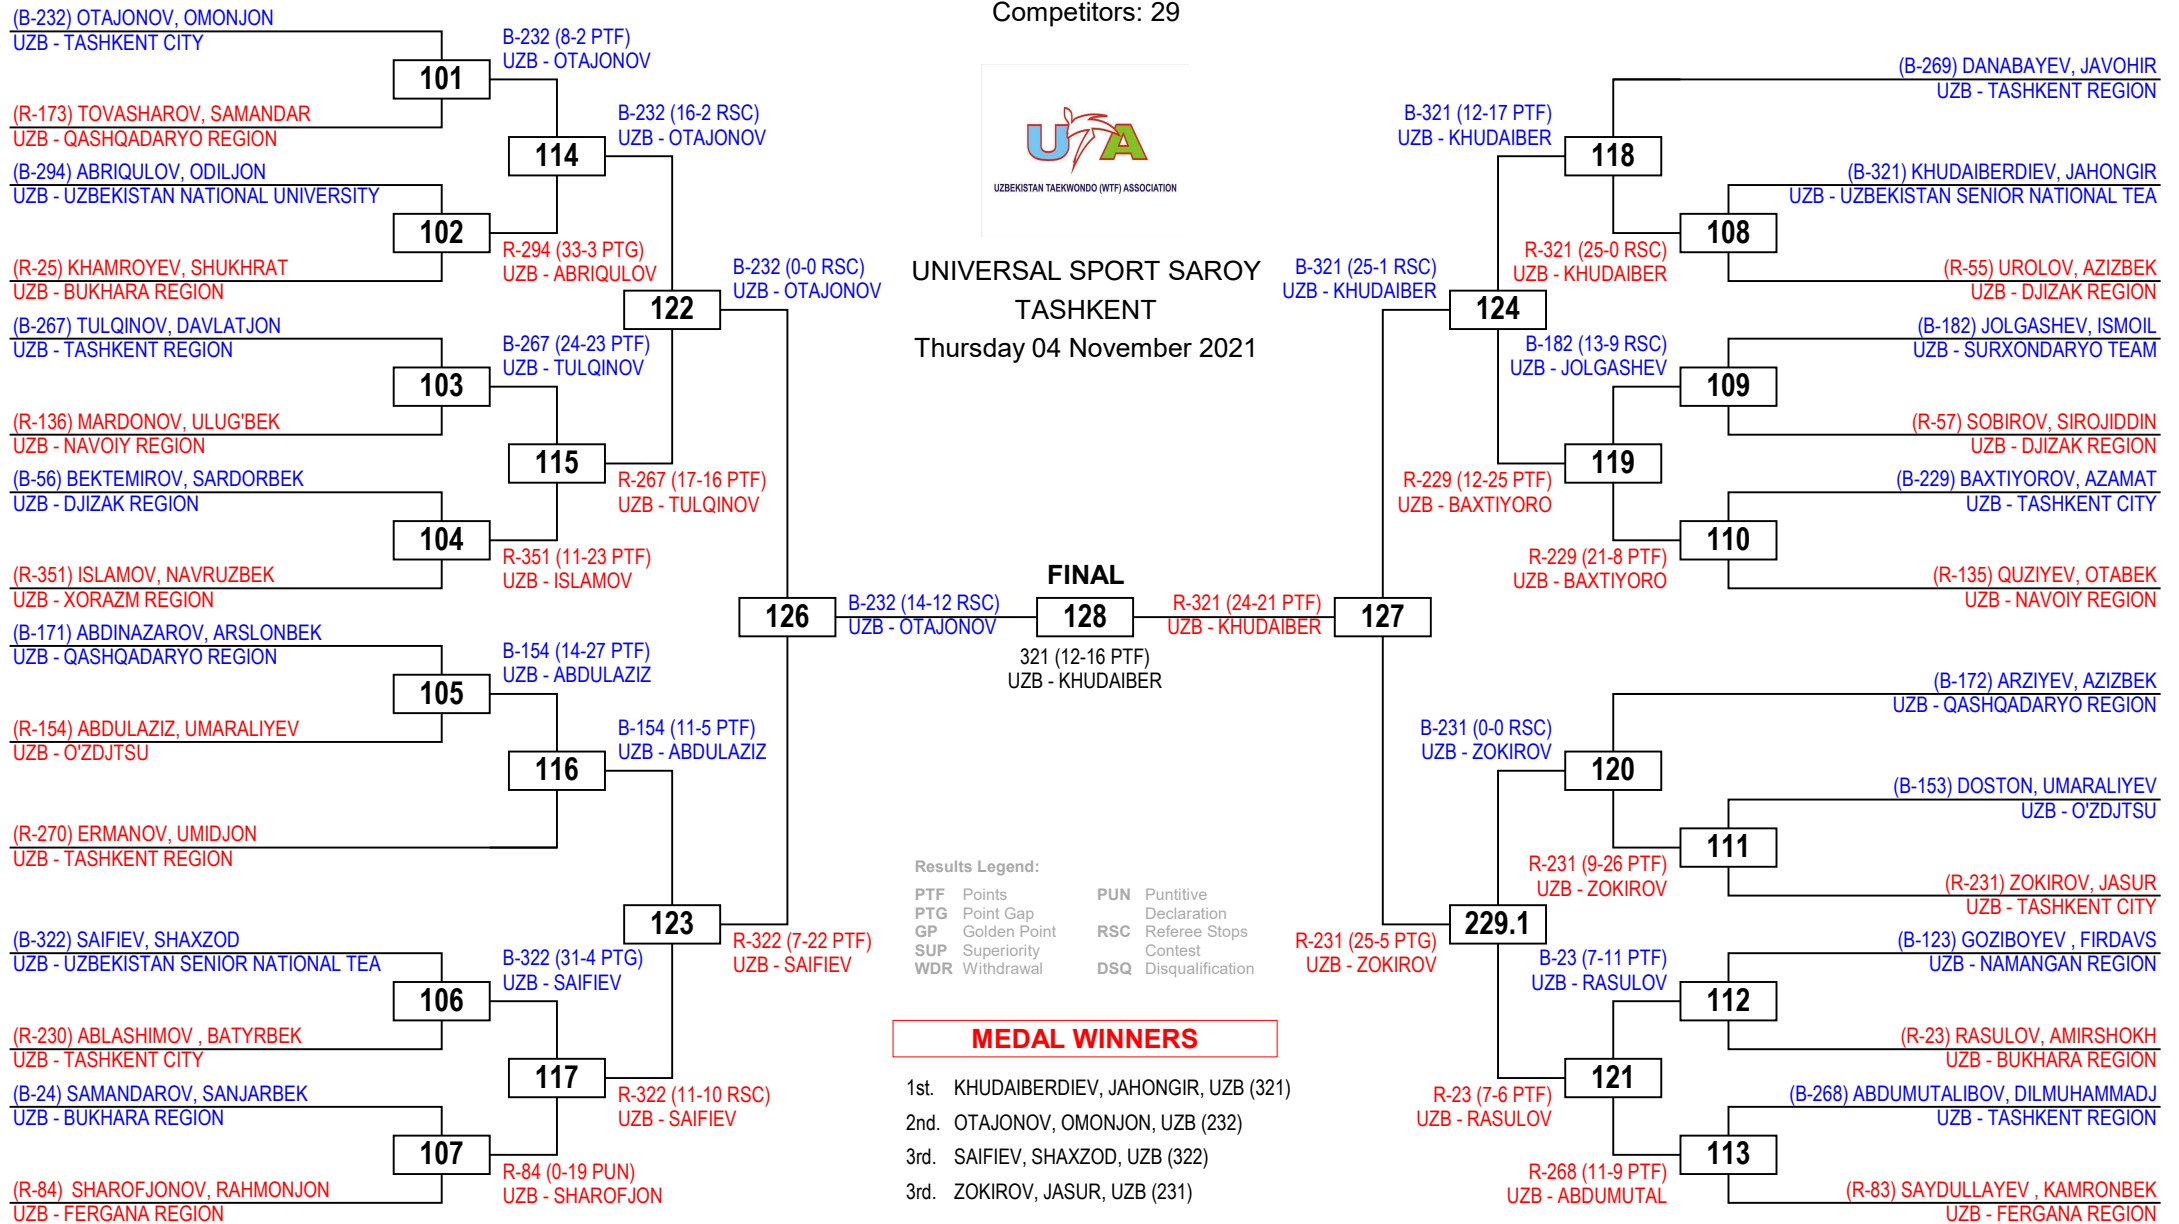 Competitors: 29
UTA
UZBEKISTAN TAEKWONDO (WTF) ASSOCIATION
UNIVERSAL SPORT SAROY
TASHKENT
Thursday 04 November 2021
(B-232) OTAJONOV, OMONJON
UZB - TASHKENT CITY
(R-173) TOVASHAROV, SAMANDAR
UZB - QASHQADARYO REGION
(B-294) ABRIQULOV, ODILJON
UZB - UZBEKISTAN NATIONAL UNIVERSITY
(R-25) KHAMROYEV, SHUKHRAT
UZB - BUKHARA REGION
(B-267) TULQINOV, DAVLATJON
UZB - TASHKENT REGION
(R-136) MARDONOV, ULUG'BEK
UZB - NAVOIY REGION
(B-56) BEKTEMIROV, SARDORBEK
UZB - DJIZAK REGION
(R-351) ISLAMOV, NAVRUZBEK
UZB - XORAZM REGION
(B-171) ABDINAZAROV, ARSLONBEK
UZB - QASHQADARYO REGION
(R-154) ABDULAZIZ, UMARALIYEV
UZB - O'ZDJTSU
(R-270) ERMANOV, UMIDJON
UZB - TASHKENT REGION
(B-322) SAIFIEV, SHAXZOD
UZB - UZBEKISTAN SENIOR NATIONAL TEA
(R-230) ABLASHIMOV , BATYRBEK
UZB - TASHKENT CITY
(B-24) SAMANDAROV, SANJARBEK
UZB - BUKHARA REGION
(R-84) SHAROFJONOV, RAHMONJON
UZB - FERGANA REGION
101
102
103
104
105
106
107
B-232 (8-2 PTF)
UZB - OTAJONOV
R-294 (33-3 PTG)
UZB - ABRIQULOV
B-267 (24-23 PTF)
UZB - TULQINOV
R-351 (11-23 PTF)
UZB - ISLAMOV
B-154 (14-27 PTF)
UZB - ABDULAZIZ
B-322 (31-4 PTG)
UZB - SAIFIEV
R-84 (0-19 PUN)
UZB - SHAROFJON
114
115
116
117
B-232 (16-2 RSC)
UZB - OTAJONOV
R-267 (17-16 PTF)
UZB - TULQINOV
B-154 (11-5 PTF)
UZB - ABDULAZIZ
R-322 (11-10 RSC)
UZB - SAIFIEV
122
123
B-232 (0-0 RSC)
UZB - OTAJONOV
R-322 (7-22 PTF)
UZB - SAIFIEV
126
B-232 (14-12 RSC)
UZB - OTAJONOV
FINAL
128
321 (12-16 PTF)
UZB - KHUDAIBER
R-321 (24-21 PTF)
UZB - KHUDAIBER
127
B-321 (25-1 RSC)
UZB - KHUDAIBER
R-231 (25-5 PTG)
UZB - ZOKIROV
124
229.1
B-321 (12-17 PTF)
UZB - KHUDAIBER
R-229 (12-25 PTF)
UZB - BAXTIYORO
B-231 (0-0 RSC)
UZB - ZOKIROV
R-23 (7-6 PTF)
UZB - RASULOV
118
119
120
121
R-321 (25-0 RSC)
UZB - KHUDAIBER
B-182 (13-9 RSC)
UZB - JOLGASHEV
R-229 (21-8 PTF)
UZB - BAXTIYORO
R-231 (9-26 PTF)
UZB - ZOKIROV
B-23 (7-11 PTF)
UZB - RASULOV
R-268 (11-9 PTF)
UZB - ABDUMUTAL
108
109
110
111
112
113
(B-269) DANABAYEV, JAVOHIR
UZB - TASHKENT REGION
(B-321) KHUDAIBERDIEV, JAHONGIR
UZB - UZBEKISTAN SENIOR NATIONAL TEA
(R-55) UROLOV, AZIZBEK
UZB - DJIZAK REGION
(B-182) JOLGASHEV, ISMOIL
UZB - SURXONDARYO TEAM
(R-57) SOBIROV, SIROJIDDIN
UZB - DJIZAK REGION
(B-229) BAXTIYOROV, AZAMAT
UZB - TASHKENT CITY
(R-135) QUZIYEV, OTABEK
UZB - NAVOIY REGION
(B-172) ARZIYEV, AZIZBEK
UZB - QASHQADARYO REGION
(B-153) DOSTON, UMARALIYEV
UZB - O'ZDJTSU
(R-231) ZOKIROV, JASUR
UZB - TASHKENT CITY
(B-123) GOZIBOYEV , FIRDAVS
UZB - NAMANGAN REGION
(R-23) RASULOV, AMIRSHOKH
UZB - BUKHARA REGION
(B-268) ABDUMUTALIBOV, DILMUHAMMADJ
UZB - TASHKENT REGION
(R-83) SAYDULLAYEV , KAMRONBEK
UZB - FERGANA REGION
Results Legend:
PTF Points
PTG Point Gap
GP Golden Point
SUP Superiority
WDR Withdrawal
PUN Puntitive
Declaration
RSC Referee Stops
Contest
DSQ Disqualification
MEDAL WINNERS
1st. KHUDAIBERDIEV, JAHONGIR, UZB (321)
2nd. OTAJONOV, OMONJON, UZB (232)
3rd. SAIFIEV, SHAXZOD, UZB (322)
3rd. ZOKIROV, JASUR, UZB (231)